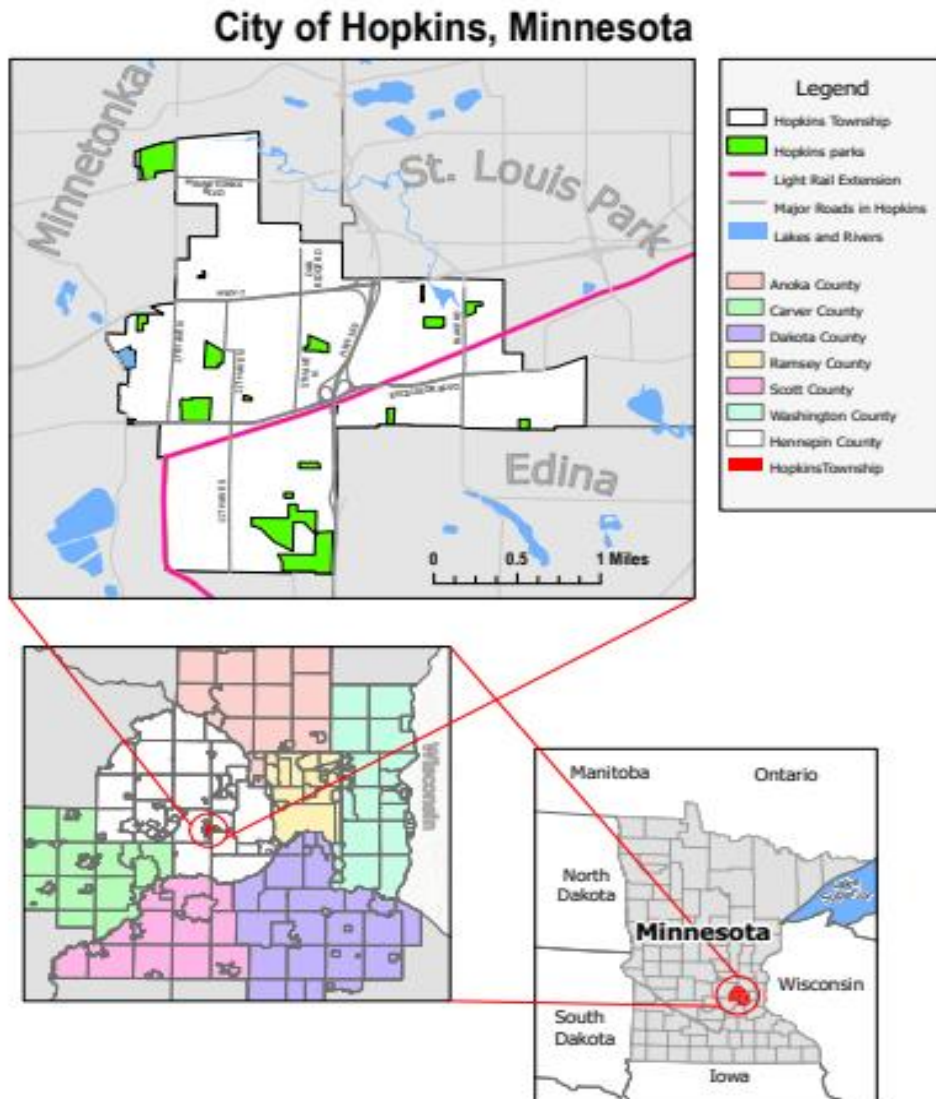 City of Hopkins, Minnesota
Minnetonka
St. Louis Park
Edina
0 0.5 1 Miles
Legend
Hopkins Township
Hopkins parks
Light Rail Extension
Major Roads in Hopkins
Lakes and Rivers
Anoka County
Carver County
Dakota County
Ramsey County
Scott County
Washington County
Hennepin County
HopkinsTownship
Wisconsin
Manitoba
Ontario
North
Dakota
Minnesota
Wisconsin
South
Dakota
Iowa